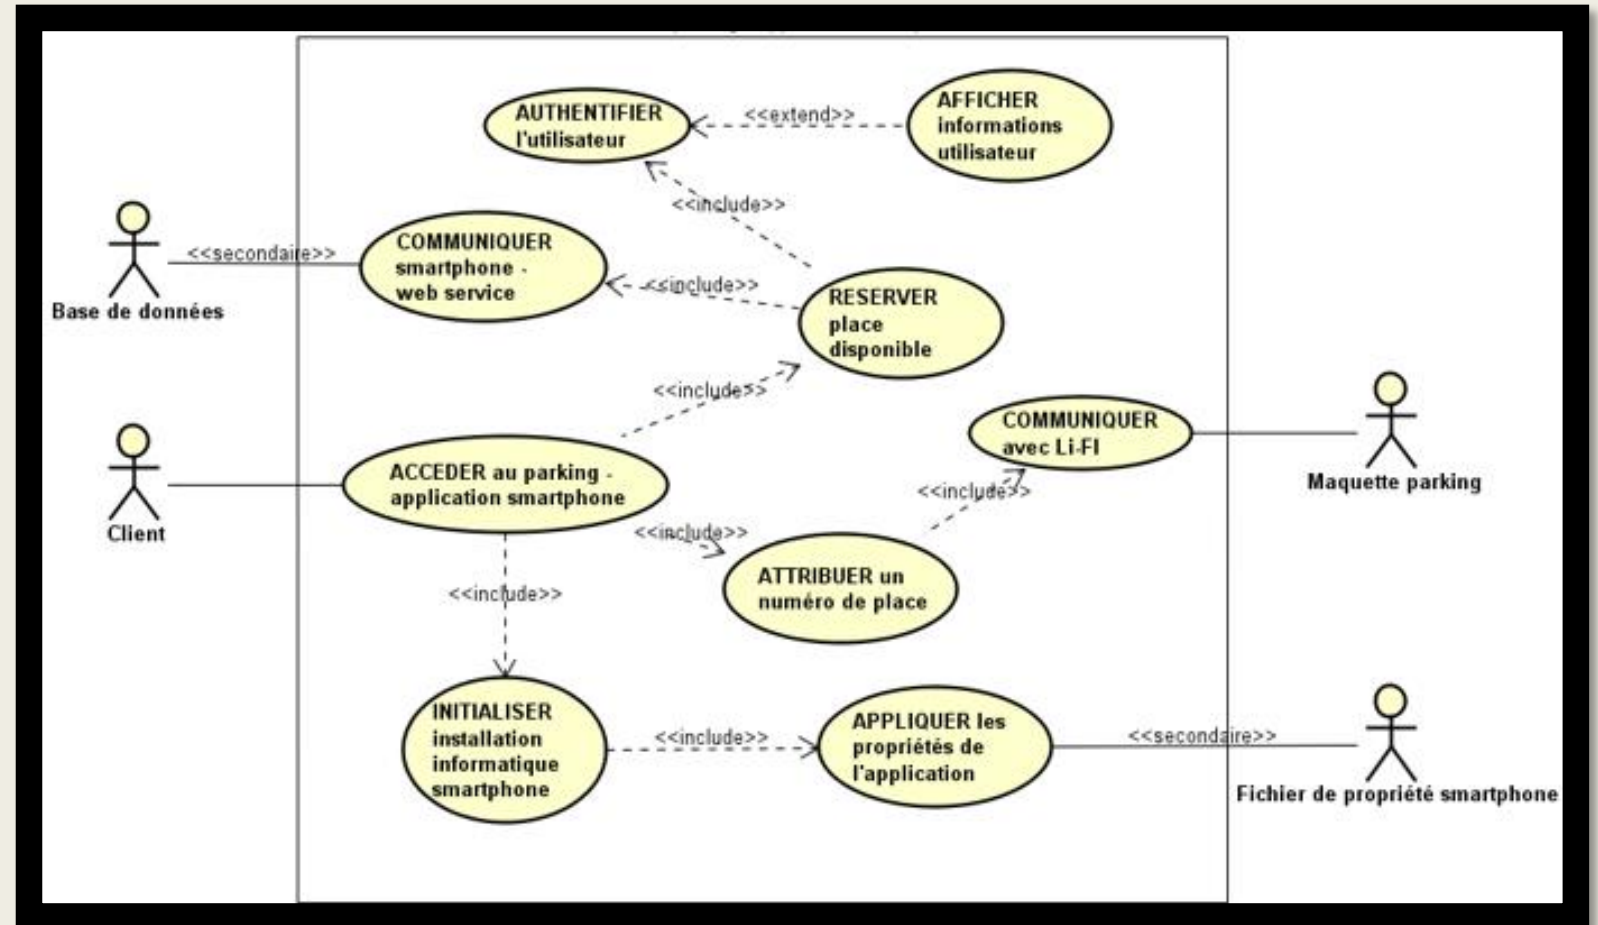 AUTHENTIFIER
l'utilisateur
<<extend>>
AFFICHER
informations
utilisateur
<<include>>
<<secondaire>>
Base de données
COMMUNIQUER
smartphone -
web service
<<include>>
RESERVER
place
disponible
<<include>>
COMMUNIQUER
avec Li-FI
Maquette parking
Client
ACCEDER au parking -
application smartphone
<<include>>
<<include>>
ATTRIBUER un
numéro de place
<<include>>
INITIALISER
installation
informatique
smartphone
<<include>>
APPLIQUER les
propriétés de
l'application
<<secondaire>>
Fichier de propriété smartphone